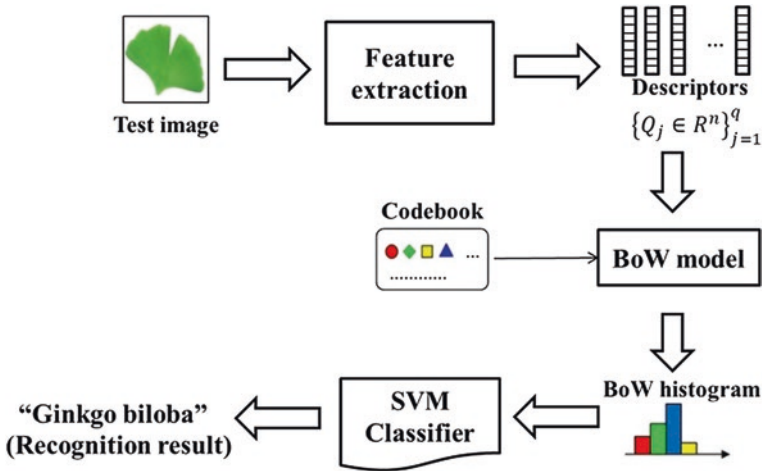 Test image
Feature
extraction
...
Descriptors
{Q_j ∈ R^n}_{j=1}^q
Codebook
...
............
BoW model
BoW histogram
SVM
Classifier
“Ginkgo biloba”
(Recognition result)